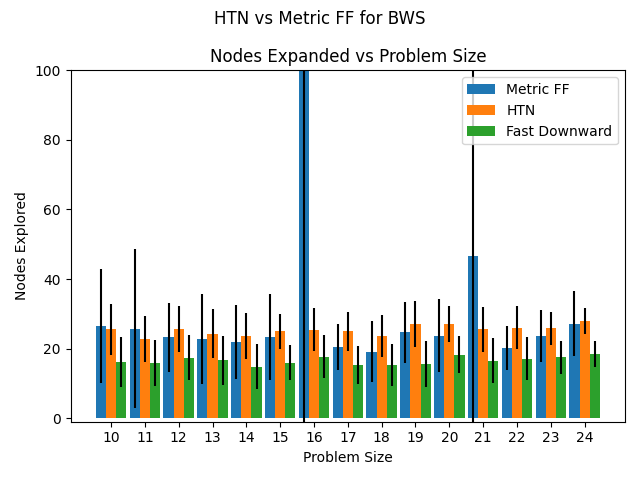 HTN vs Metric FF for BWS
Nodes Expanded vs Problem Size
Nodes Explored
100
80
60
40
20
0
Metric FF
HTN
Fast Downward
10 11 12 13 14 15 16 17 18 19 20 21 22 23 24
Problem Size